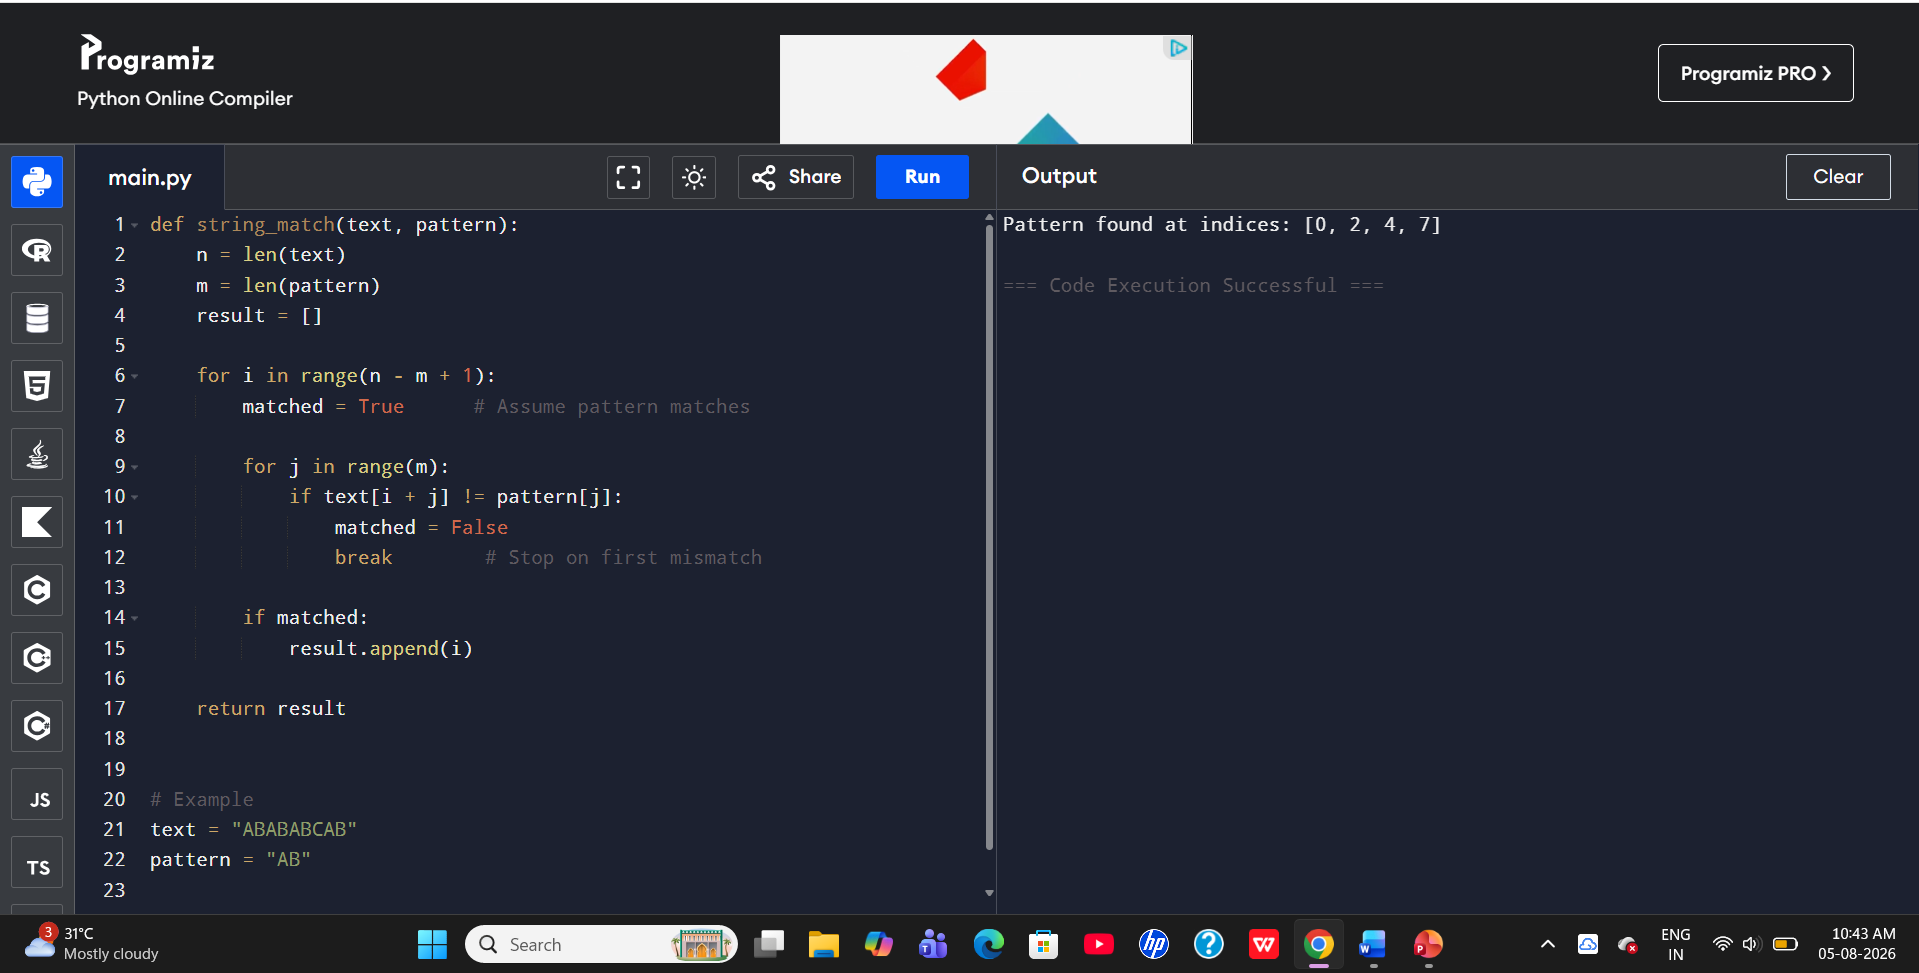 Programiz
Python Online Compiler
Programiz PRO ❯
main.py
Share
Run
Output
Clear
1 def string_match(text, pattern):
2     n = len(text)
3     m = len(pattern)
4     result = []
5
6     for i in range(n - m + 1):
7         matched = True      # Assume pattern matches
8
9         for j in range(m):
10             if text[i + j] != pattern[j]:
11                 matched = False
12                 break        # Stop on first mismatch
13
14         if matched:
15             result.append(i)
16
17     return result
18
19
20 # Example
21 text = "ABABABCAB"
22 pattern = "AB"
23
Pattern found at indices: [0, 2, 4, 7]
=== Code Execution Successful ===
JS
TS
3
31°C
Mostly cloudy
Search
ENG
IN
10:43 AM
05-08-2026